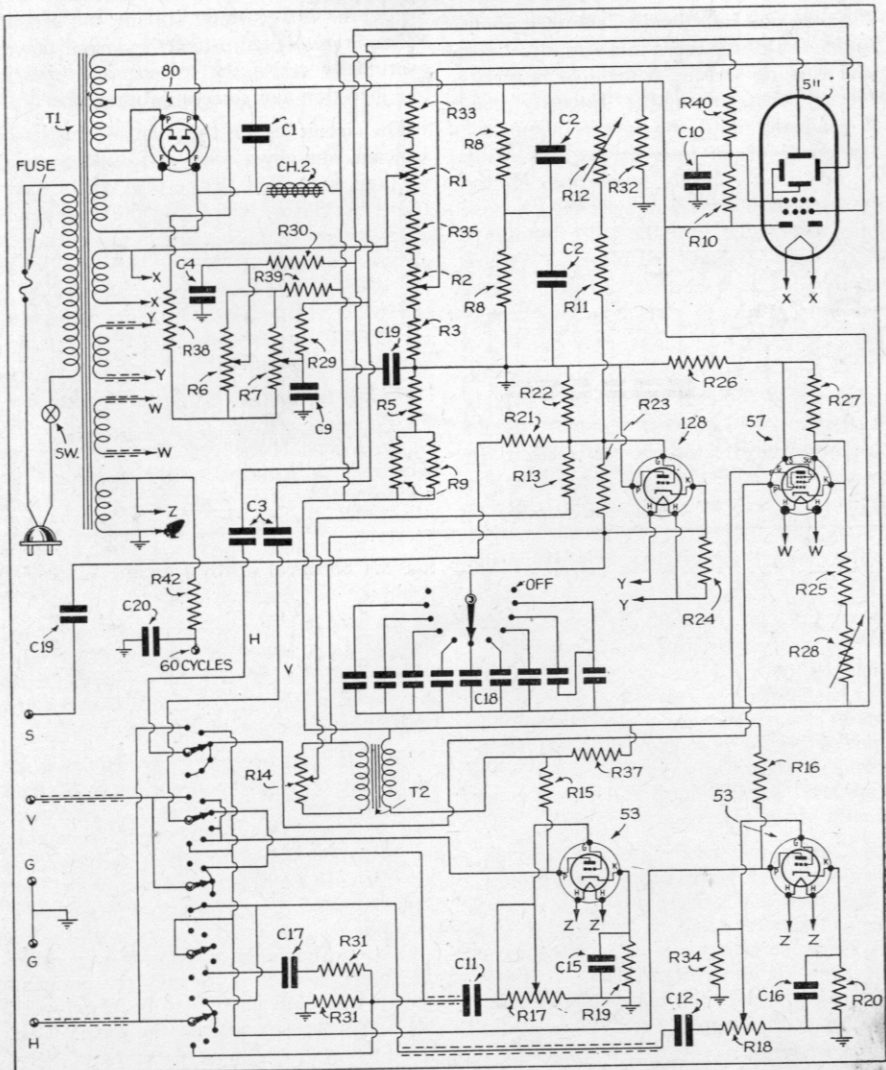 T1
FUSE
80
C1
CH2
R33
R1
R35
R2
R3
R8
R8
C2
C2
R12
R11
R32
R40
C10
R10
5"
X
X
P
P
F
F
X
X
Y
Y
W
W
Z
SW.
C4
R30
R39
R38
R6
R7
R29
C9
C19
R5
R9
R22
R21
R13
R23
R26
R27
128
G
P
K
H
H
57
W
W
Y
Y
R24
R25
R28
C3
R42
C20
C19
60 CYCLES
H
V
OFF
C18
S
V
G
G
H
R14
T2
R37
R15
R16
53
G
P
K
H
H
Z
Z
53
G
P
K
H
H
Z
Z
C17
R31
R31
C11
R17
C15
R19
R34
C12
R18
C16
R20